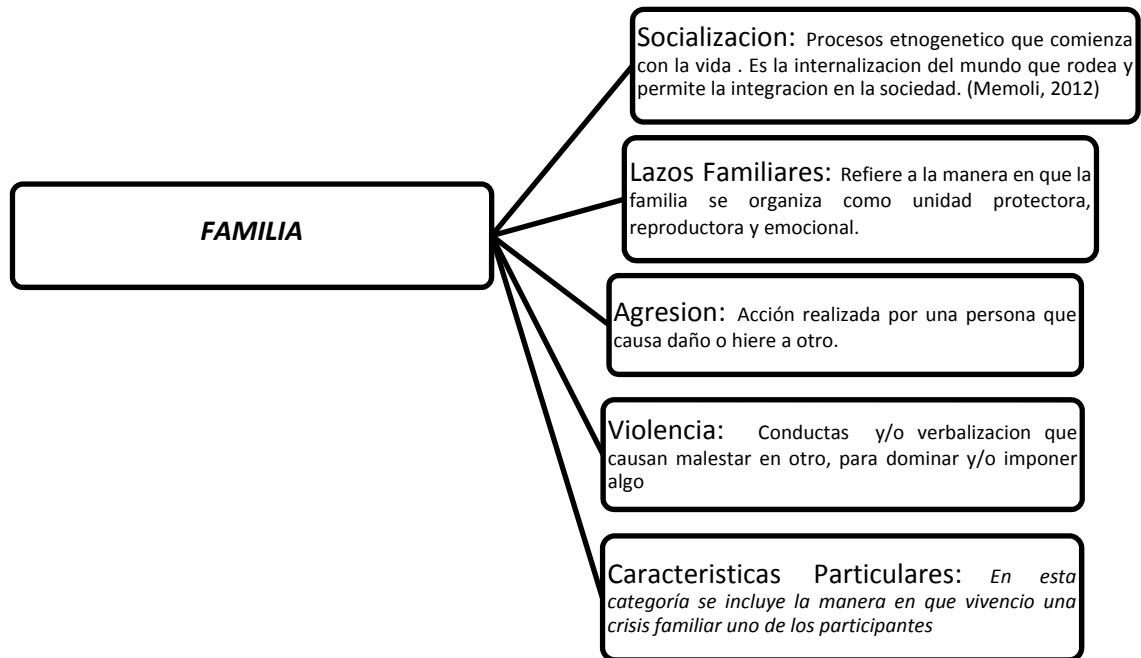 FAMILIA
Socializacion: Procesos etnogenetico que comienza
con la vida . Es la internalizacion del mundo que rodea y
permite la integracion en la sociedad. (Memoli, 2012)
Lazos Familiares: Refiere a la manera en que la
familia se organiza como unidad protectora,
reproductora y emocional.
Agresion: Acción realizada por una persona que
causa daño o hiere a otro.
Violencia: Conductas y/o verbalizacion que
causan malestar en otro, para dominar y/o imponer
algo
Caracteristicas Particulares: En esta
categoría se incluye la manera en que vivencio una
crisis familiar uno de los participantes